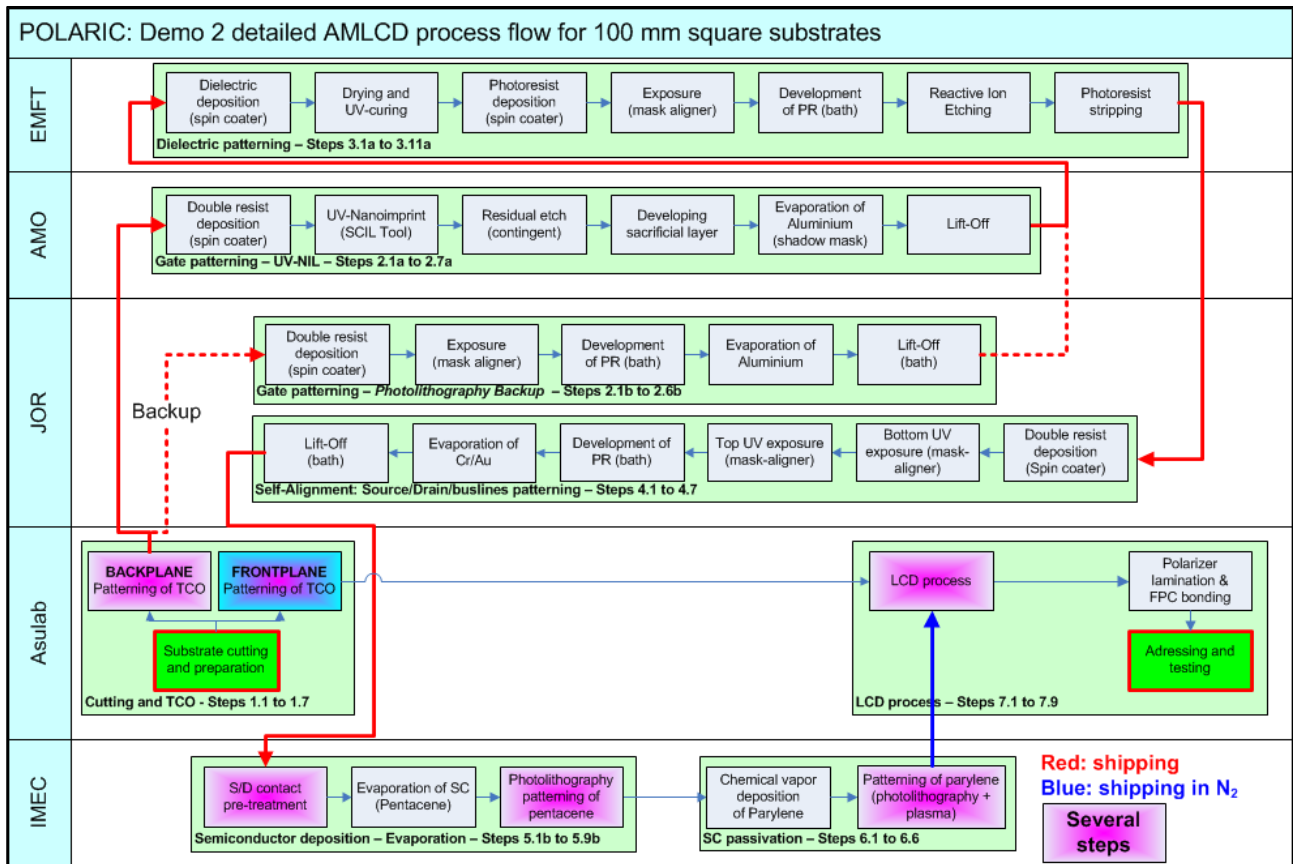 POLARIC: Demo 2 detailed AMLCD process flow for 100 mm square substrates
EMFT
Dielectric
deposition
(spin coater)
Drying and
UV-curing
Photoresist
deposition
(spin coater)
Exposure
(mask aligner)
Development
of PR (bath)
Reactive Ion
Etching
Photoresist
stripping
Dielectric patterning – Steps 3.1a to 3.11a
AMO
Double resist
deposition
(spin coater)
UV-Nanoimprint
(SCIL Tool)
Residual etch
(contingent)
Developing
sacrificial layer
Evaporation of
Aluminium
(shadow mask)
Lift-Off
Gate patterning – UV-NIL – Steps 2.1a to 2.7a
JOR
Double resist
deposition
(spin coater)
Exposure
(mask aligner)
Development
of PR (bath)
Evaporation of
Aluminium
Lift-Off
(bath)
Gate patterning – Photolithography Backup – Steps 2.1b to 2.6b
Backup
Lift-Off
(bath)
Evaporation of
Cr/Au
Development of
PR (bath)
Top UV exposure
(mask-aligner)
Bottom UV
exposure (mask-
aligner)
Double resist
deposition
(Spin coater)
Self-Alignment: Source/Drain/buslines patterning – Steps 4.1 to 4.7
Asulab
BACKPLANE
Patterning of TCO
FRONTPLANE
Patterning of TCO
Substrate cutting
and preparation
Cutting and TCO - Steps 1.1 to 1.7
LCD process
Polarizer
lamination &
FPC bonding
Adressing and
testing
LCD process – Steps 7.1 to 7.9
IMEC
S/D contact
pre-treatment
Evaporation of SC
(Pentacene)
Photolithography
patterning of
pentacene
Semiconductor deposition – Evaporation – Steps 5.1b to 5.9b
Chemical vapor
deposition
of Parylene
Patterning of parylene
(photolithography +
plasma)
SC passivation – Steps 6.1 to 6.6
Red: shipping
Blue: shipping in N₂
Several
steps